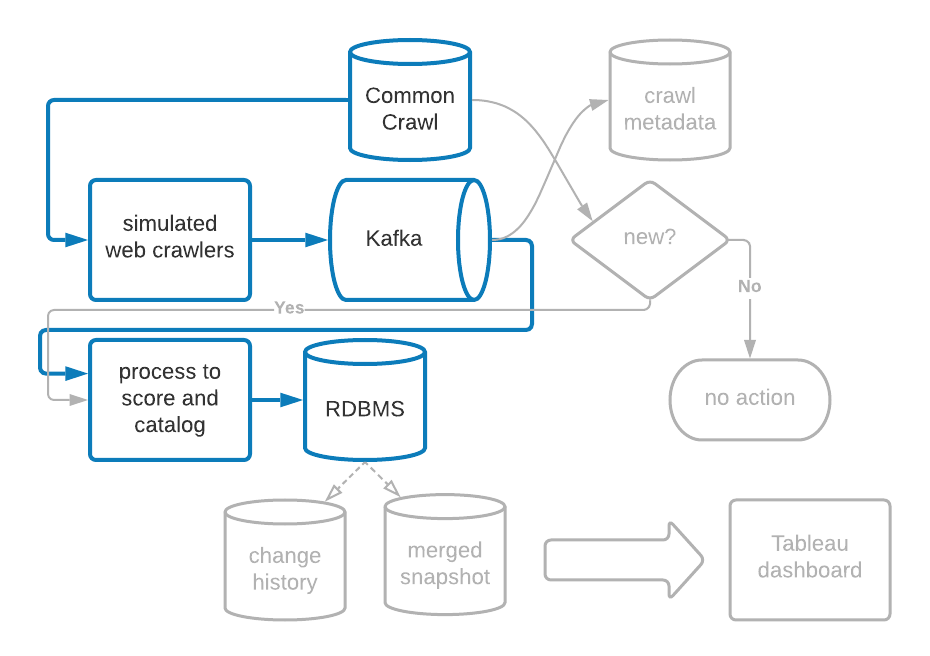 Common
Crawl
crawl
metadata
simulated
web crawlers
Kafka
new?
No
Yes
process to
score and
catalog
RDBMS
no action
change
history
merged
snapshot
Tableau
dashboard